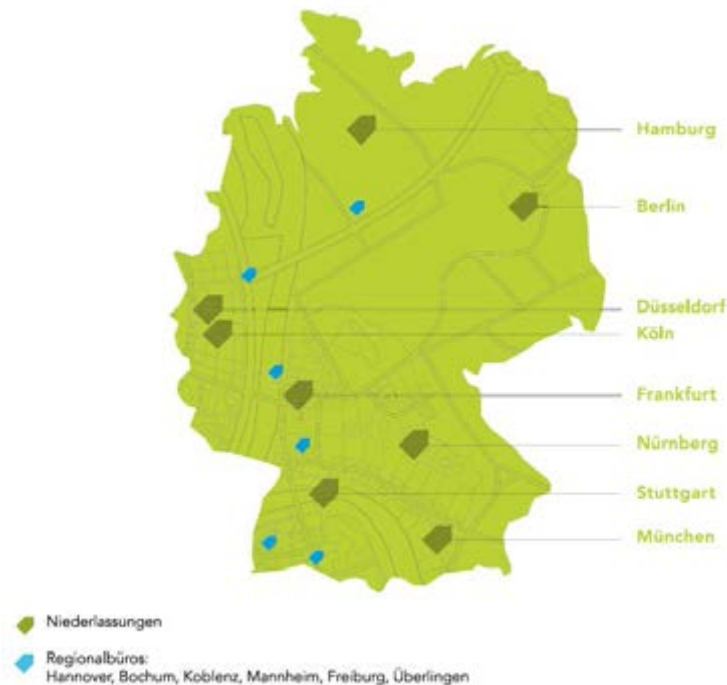 Hamburg
Berlin
Düsseldorf
Köln
Frankfurt
Nürnberg
Stuttgart
München
Niederlassungen
Regionalbüros:
Hannover, Bochum, Koblenz, Mannheim, Freiburg, Überlingen